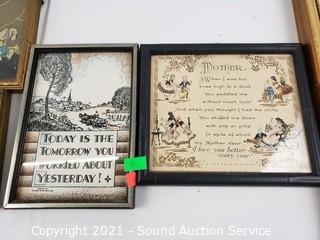 TODAY IS THE
TOMORROW YOU
WORRIED ABOUT
YESTERDAY!
MOTHER
When I was but
knee high to a duck
You paddled me
without much luck
And when you thought I had the chills
You stuffed me down
with oils or pills
In spite of which
my Mother dear
I love you better
every year
Copyright 2021 - Sound Auction Service